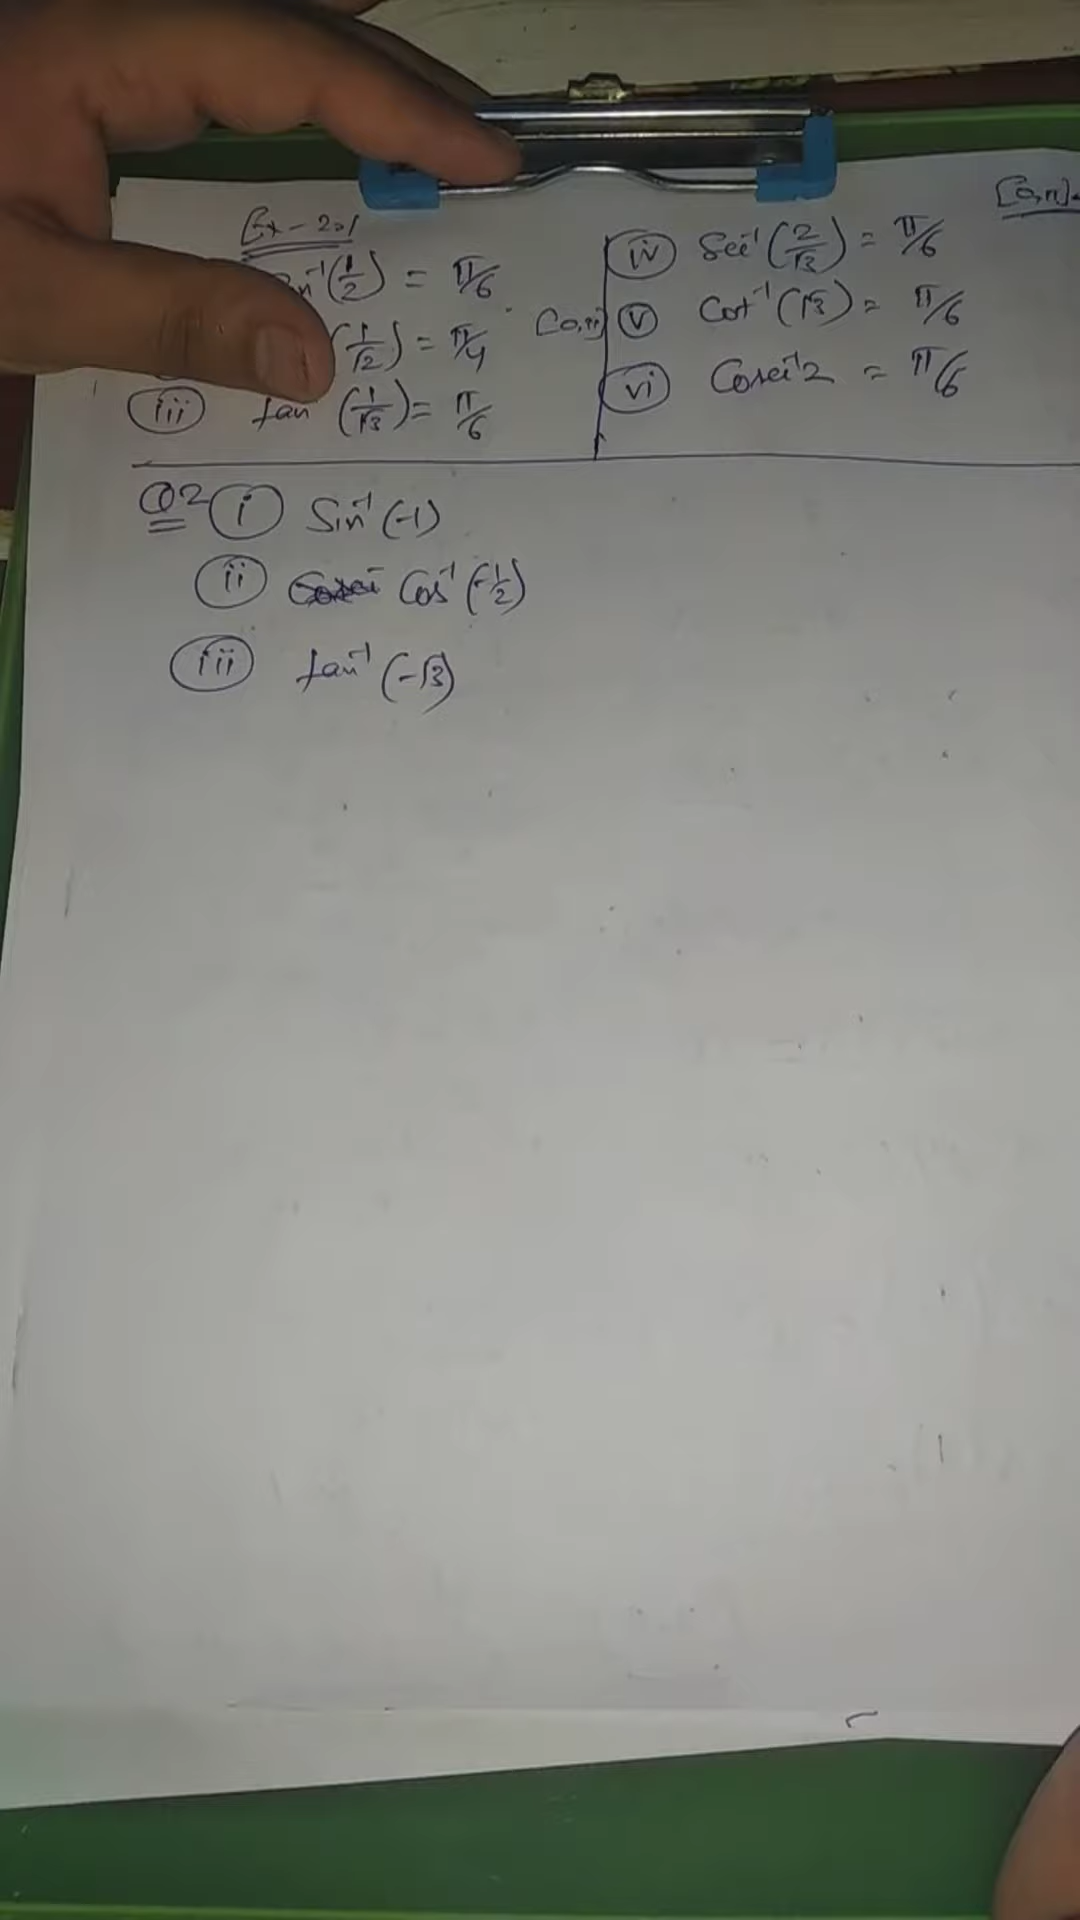 Ex - 2.1
n⁻¹(1/2) = π/6
(1/√2) = π/4
iii tan (1/√3) = π/6
[0,π]
[0,π]
iv Sec⁻¹(2/√3) = π/6
v Cot⁻¹(√3) = π/6
vi Cosec⁻¹2 = π/6
Q2 i Sin⁻¹(-1)
ii Cos⁻¹(-1/2)
iii tan⁻¹(-√3)